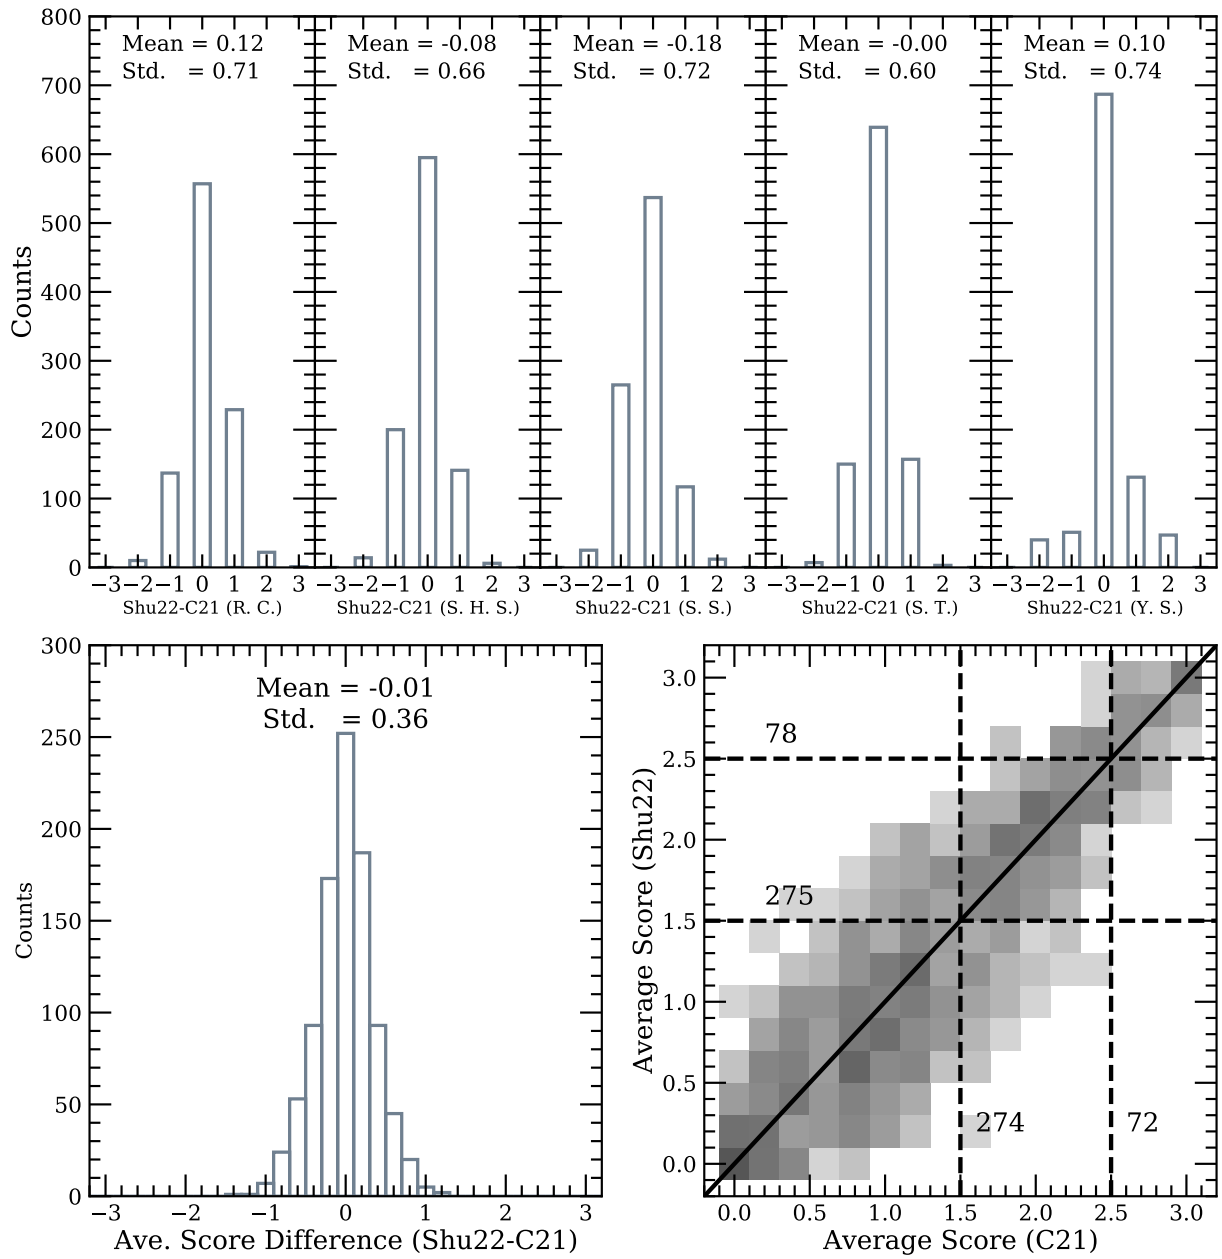 800
700
600
500
400
300
200
100
0
Counts
Mean = 0.12
Std. = 0.71
Mean = -0.08
Std. = 0.66
Mean = -0.18
Std. = 0.72
Mean = -0.00
Std. = 0.60
Mean = 0.10
Std. = 0.74
−3 −2 −1 0 1 2 3
−3 −2 −1 0 1 2 3
−3 −2 −1 0 1 2 3
−3 −2 −1 0 1 2 3
−3 −2 −1 0 1 2 3
Shu22-C21 (R. C.)
Shu22-C21 (S. H. S.)
Shu22-C21 (S. S.)
Shu22-C21 (S. T.)
Shu22-C21 (Y. S.)
300
250
200
150
100
50
0
Counts
Mean = -0.01
Std. = 0.36
−3 −2 −1 0 1 2 3
Ave. Score Difference (Shu22-C21)
3.0
2.5
2.0
1.5
1.0
0.5
0.0
Average Score (Shu22)
78
275
274
72
0.0 0.5 1.0 1.5 2.0 2.5 3.0
Average Score (C21)